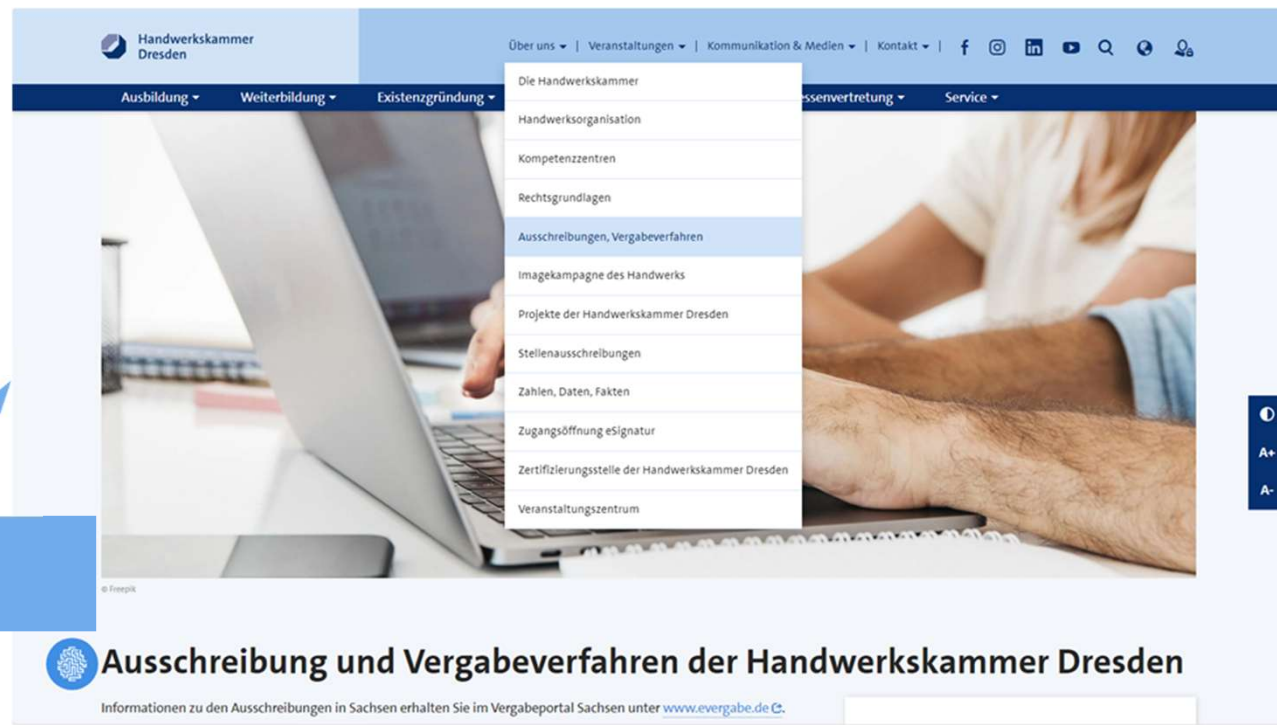 Handwerkskammer
Dresden
Über uns | Veranstaltungen | Kommunikation & Medien | Kontakt |
Ausbildung Weiterbildung Existenzgründung ssenvertretung Service
Die Handwerkskammer
Handwerksorganisation
Kompetenzzentren
Rechtsgrundlagen
Ausschreibungen, Vergabeverfahren
Imagekampagne des Handwerks
Projekte der Handwerkskammer Dresden
Stellenausschreibungen
Zahlen, Daten, Fakten
Zugangsöffnung eSignatur
Zertifizierungsstelle der Handwerkskammer Dresden
Veranstaltungszentrum
A+
A-
© Freepik
Ausschreibung und Vergabeverfahren der Handwerkskammer Dresden
Informationen zu den Ausschreibungen in Sachsen erhalten Sie im Vergabeportal Sachsen unter www.evergabe.de.